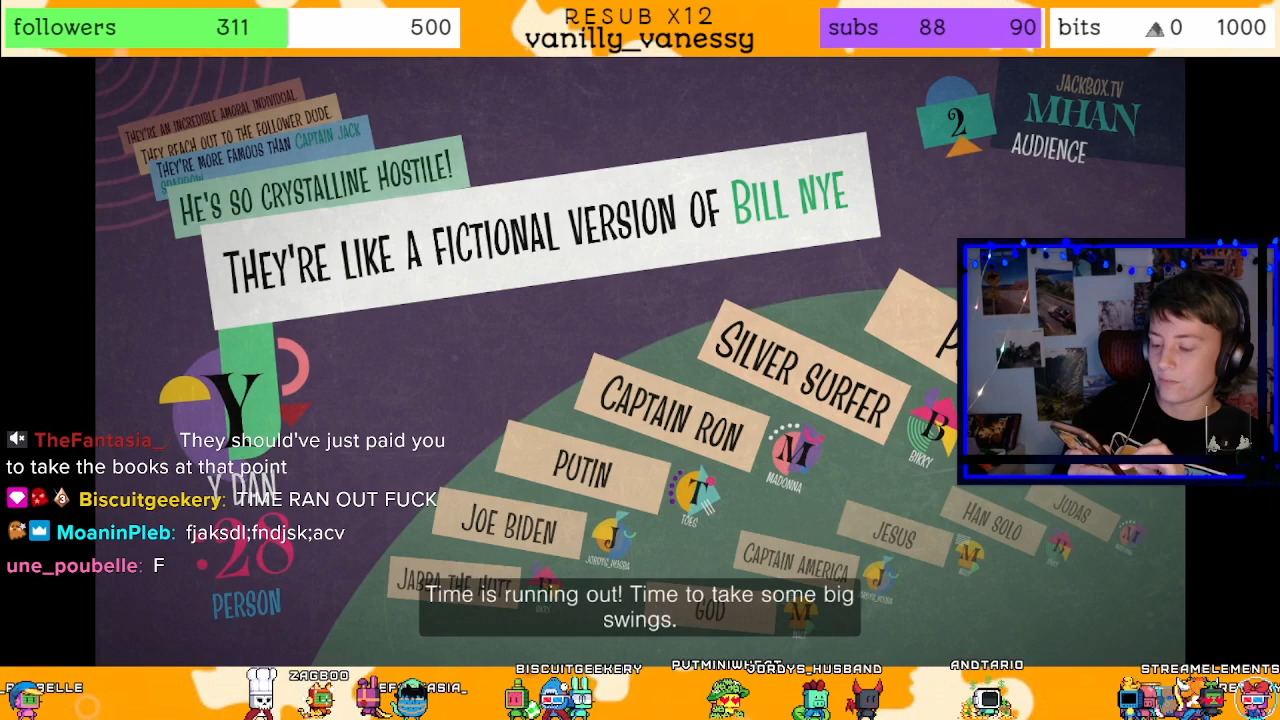 followers 311 500
RESUB X12
vanilly_vanessy
subs 88 90
bits 0 1000
THEY'RE AN INCREDIBLE AMORAL INDIVIDUAL
THEY REACH OUT TO THE FOLLOWER DUDE
THEY'RE MORE FAMOUS THAN CAPTAIN JACK
SPARROW
HE'S SO CRYSTALLINE HOSTILE!
THEY'RE LIKE A FICTIONAL VERSION OF BILL NYE
2
JACKBOX.TV
MHAN
AUDIENCE
SILVER SURFER
B
BIKKY
CAPTAIN RON
M
MADONNA
PUTIN
T
TOES
JOE BIDEN
J
JABBA THE HUTT
JESUS
M
HAN SOLO
JUDAS
CAPTAIN AMERICA
J
GOD
M
Y
Y DAN
28
PERSON
TheFantasia_: They should've just paid you
to take the books at that point
Biscuitgeekery: TIME RAN OUT FUCK
MoaninPleb: fjaksdl;fndjsk;acv
une_poubelle: F
Time is running out! Time to take some big
swings.
ZAGBOO
BISCUITGEEKERY
ANDTARIO
STREAMELEMENTS